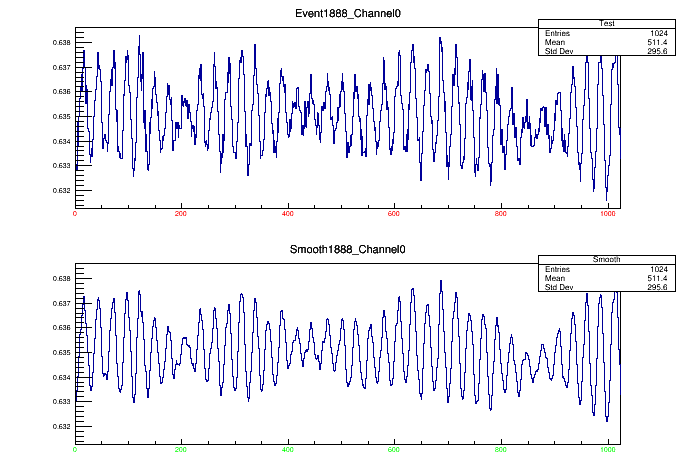 Event1888_Channel0
Test
Entries 1024
Mean 511.4
Std Dev 295.6
0.638
0.637
0.636
0.635
0.634
0.633
0.632
0 200 400 600 800 1000
Smooth1888_Channel0
Smooth
Entries 1024
Mean 511.4
Std Dev 295.6
0.638
0.637
0.636
0.635
0.634
0.633
0.632
0 200 400 600 800 1000